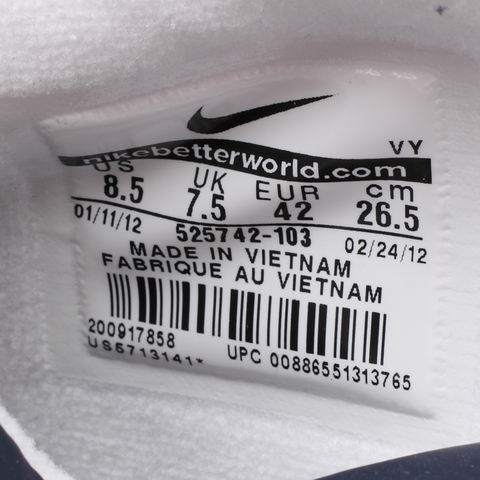 VY
nikebetterworld.com
US UK EUR cm
8.5 7.5 42 26.5
01/11/12 525742-103 02/24/12
MADE IN VIETNAM
FABRIQUE AU VIETNAM
200917858
US6713141* UPC 00886551313765